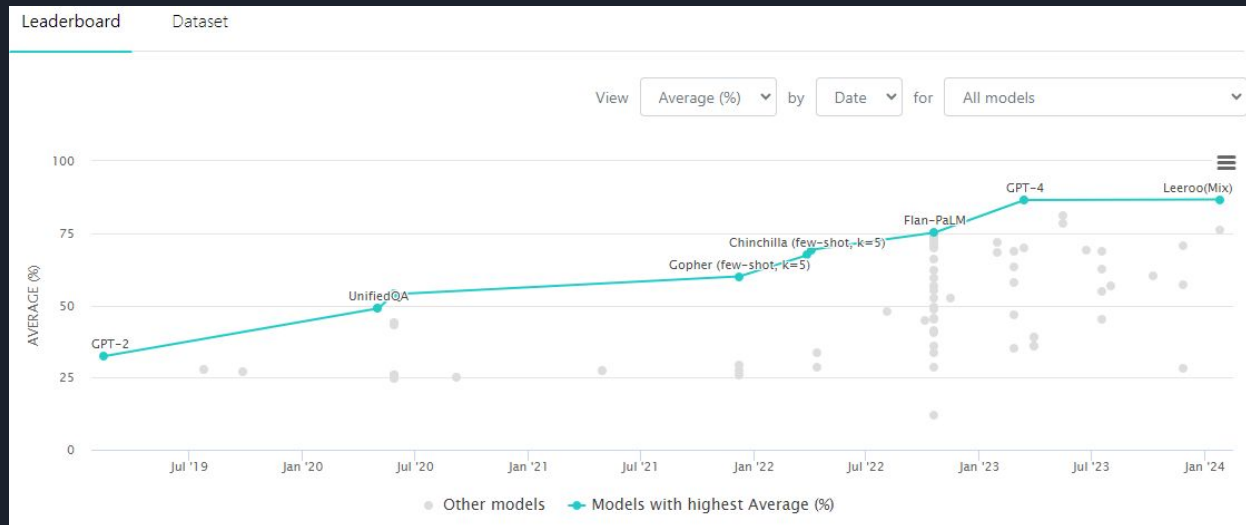 Leaderboard Dataset
View Average (%) by Date for All models
100
75
50
25
0
AVERAGE (%)
GPT-2
UnifiedQA
Gopher (few-shot, k=5)
Chinchilla (few-shot, k=5)
Flan-PaLM
GPT-4
Leeroo(Mix)
Jul '19 Jan '20 Jul '20 Jan '21 Jul '21 Jan '22 Jul '22 Jan '23 Jul '23 Jan '24
Other models Models with highest Average (%)